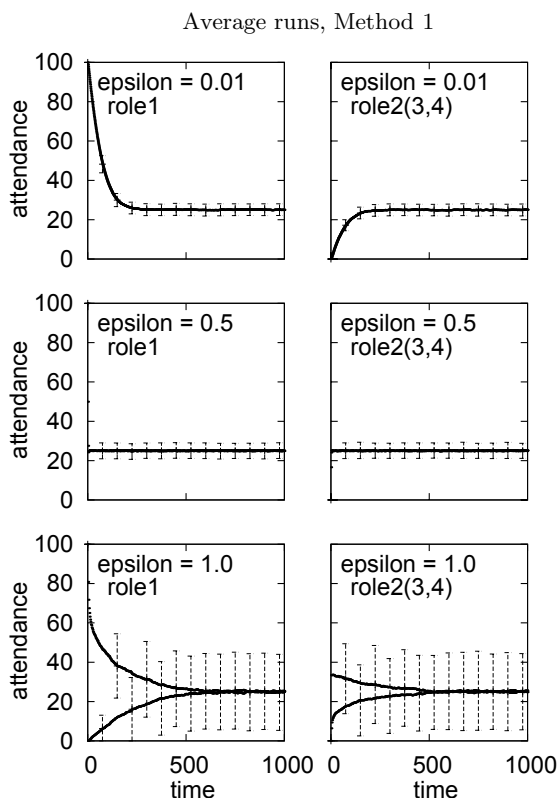 Average runs, Method 1
100
80
60
40
20
0
attendance
epsilon = 0.01
role1
epsilon = 0.01
role2(3,4)
100
80
60
40
20
0
attendance
epsilon = 0.5
role1
epsilon = 0.5
role2(3,4)
100
80
60
40
20
0
attendance
epsilon = 1.0
role1
epsilon = 1.0
role2(3,4)
0 500 1000
time
0 500 1000
time